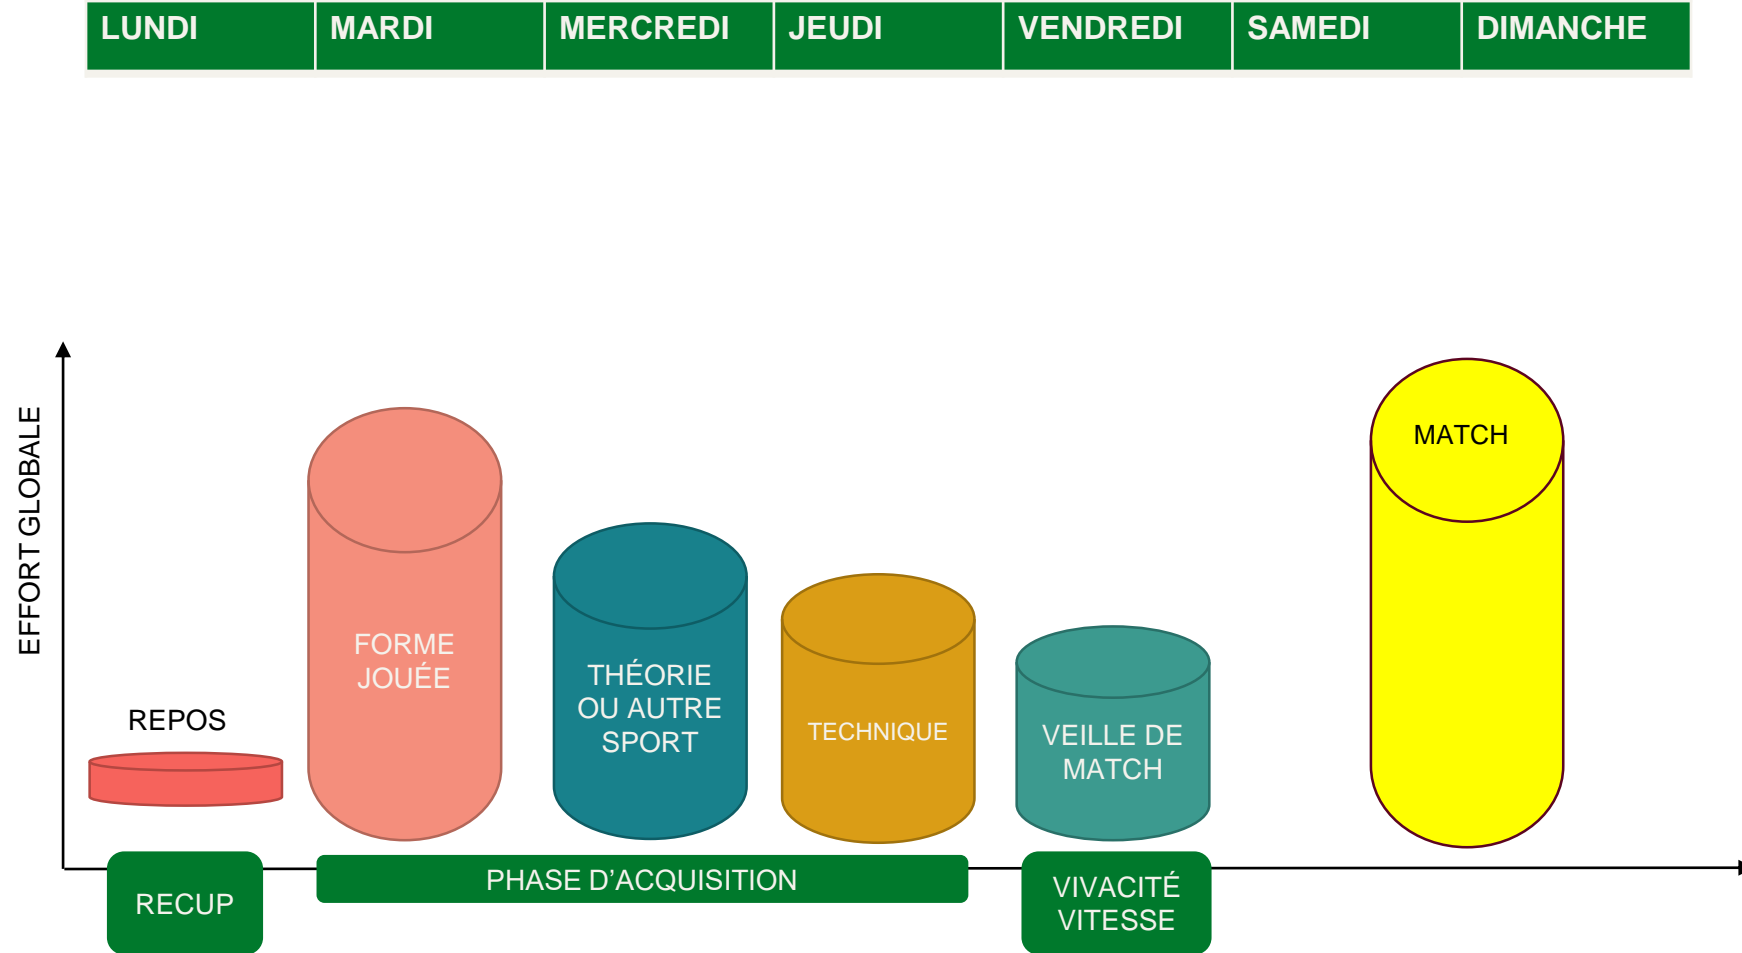 LUNDI
MARDI
MERCREDI
JEUDI
VENDREDI
SAMEDI
DIMANCHE
EFFORT GLOBALE
REPOS
FORME
JOUÉE
THÉORIE
OU AUTRE
SPORT
TECHNIQUE
VEILLE DE
MATCH
MATCH
RECUP
PHASE D’ACQUISITION
VIVACITÉ
VITESSE